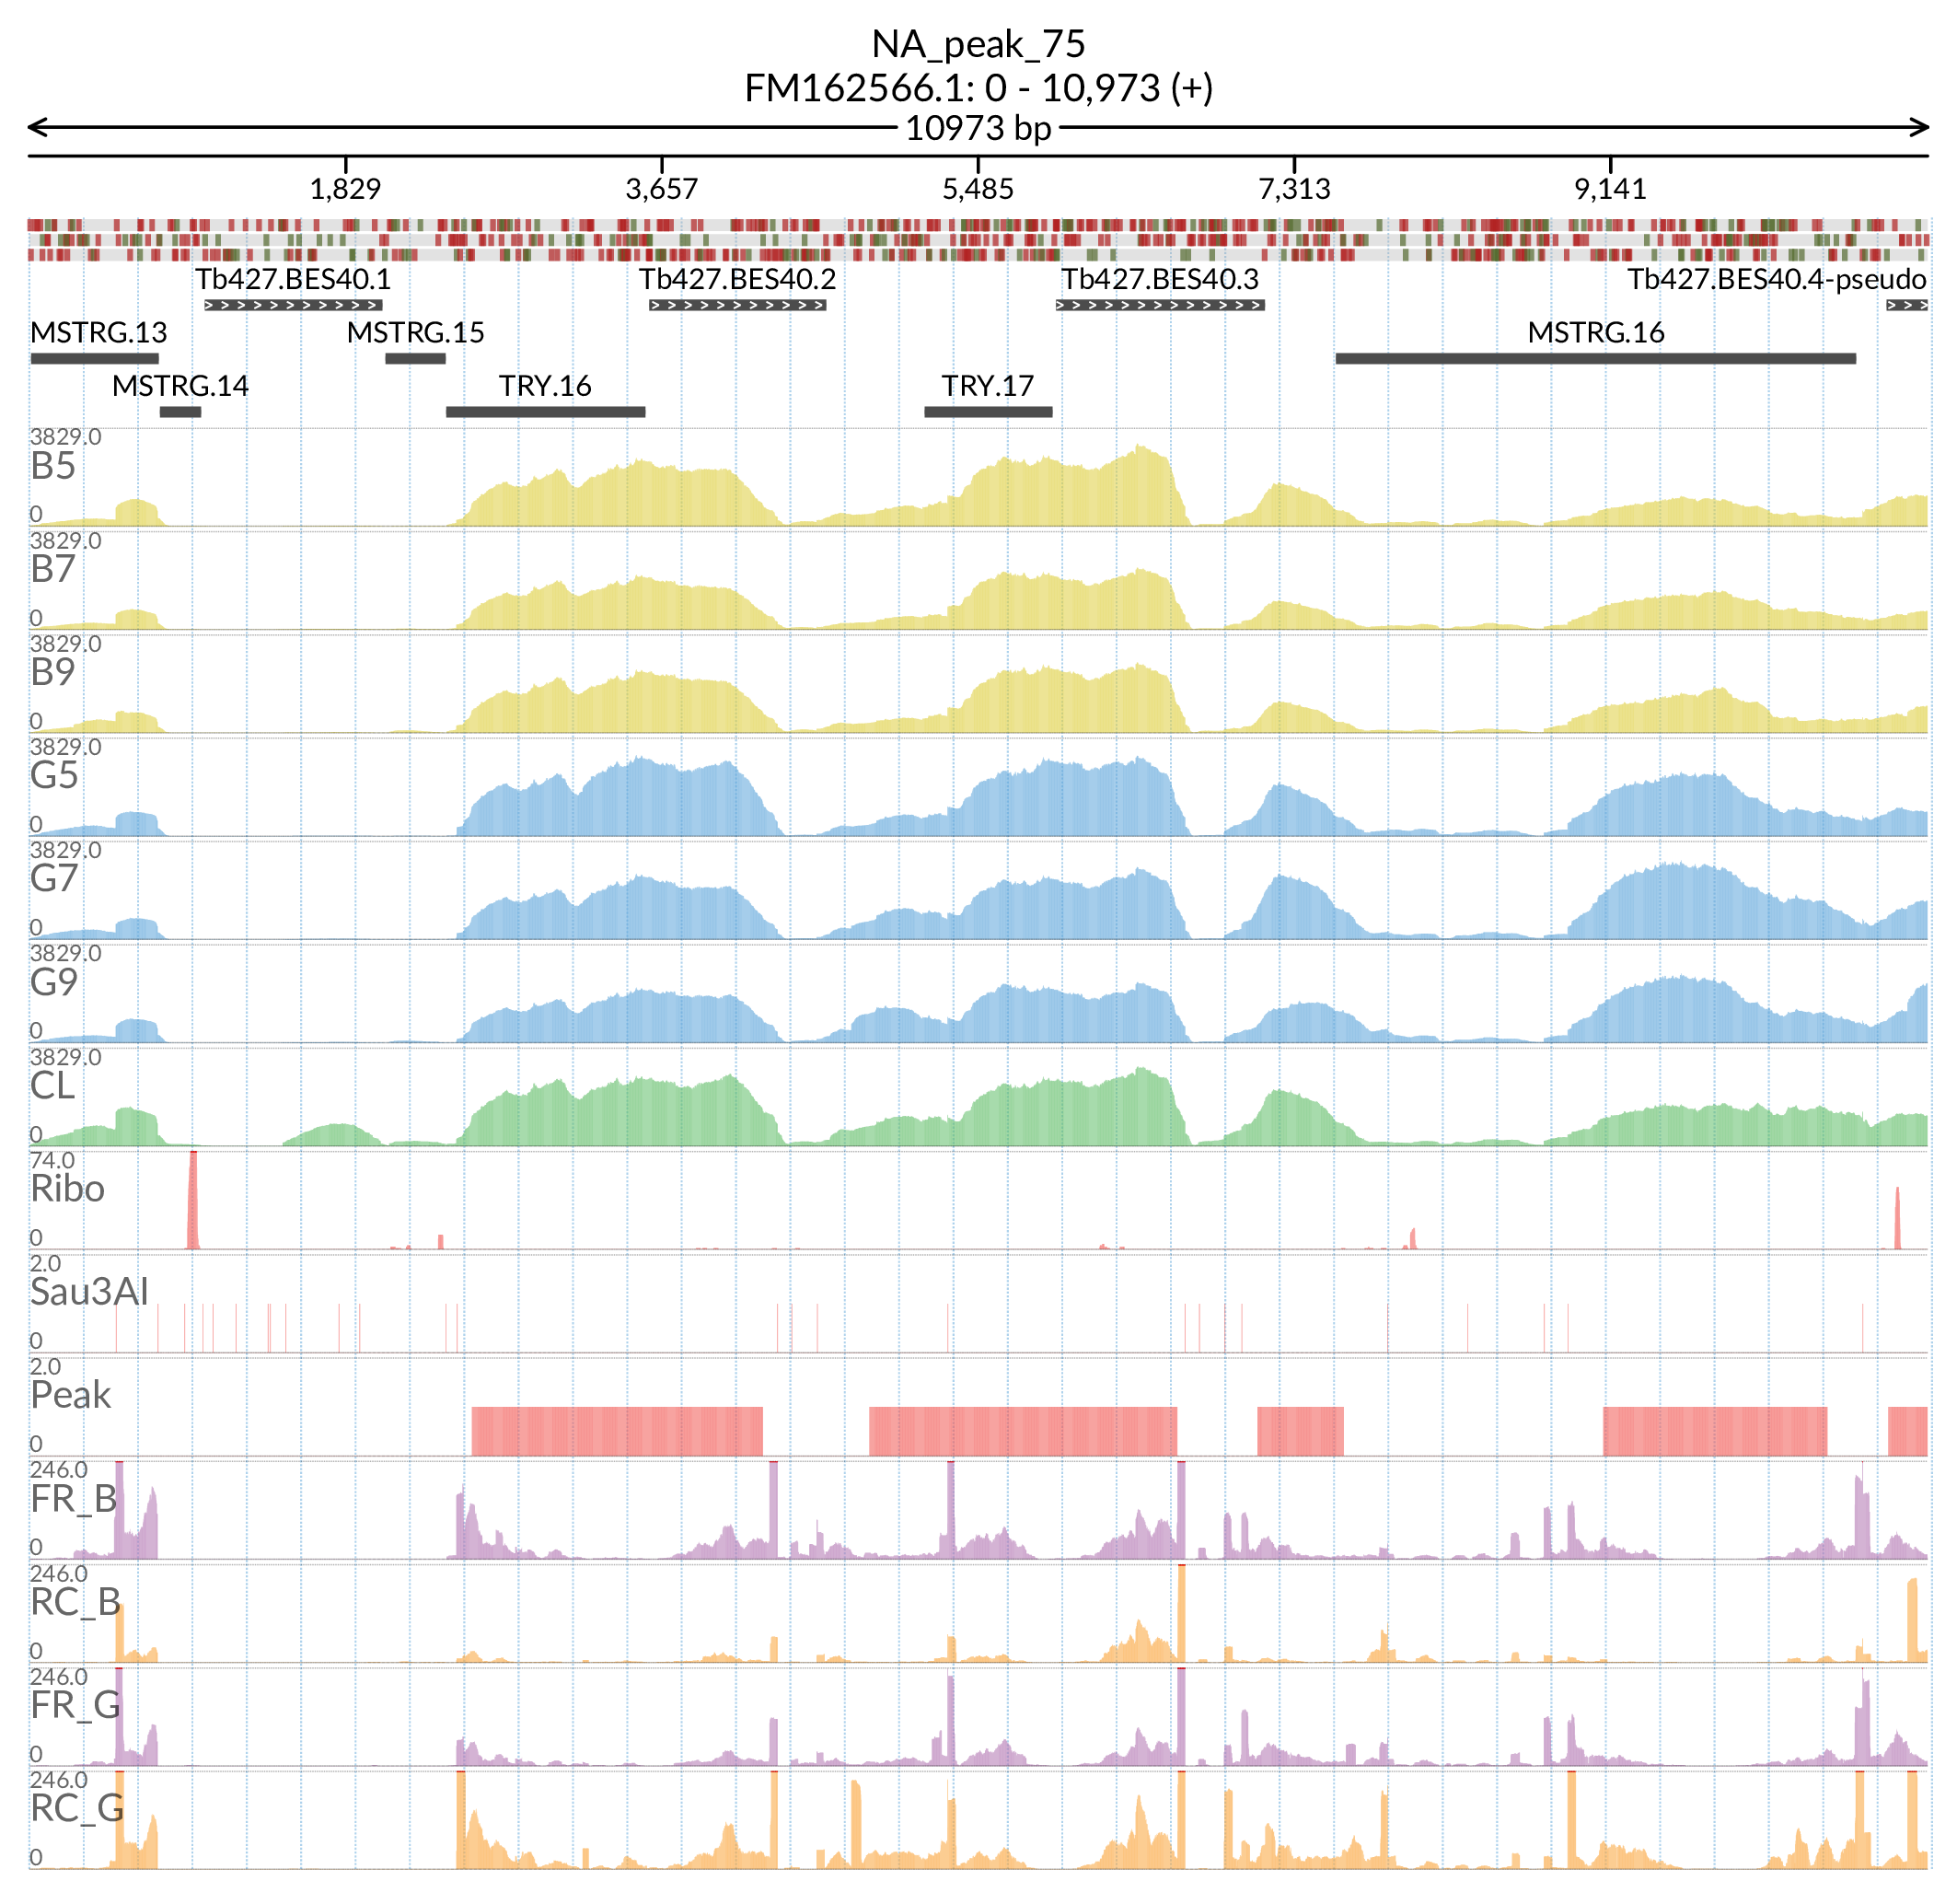 NA_peak_75
FM162566.1: 0 - 10,973 (+)
10973 bp
1,829 3,657 5,485 7,313 9,141
Tb427.BES40.1 Tb427.BES40.2 Tb427.BES40.3 Tb427.BES40.4-pseudo
MSTRG.13 MSTRG.15 MSTRG.16
MSTRG.14 TRY.16 TRY.17
3829.0
B5
0
3829.0
B7
0
3829.0
B9
0
3829.0
G5
0
3829.0
G7
0
3829.0
G9
0
3829.0
CL
0
74.0
Ribo
0
2.0
Sau3AI
0
2.0
Peak
0
246.0
FR_B
0
246.0
RC_B
0
246.0
FR_G
0
246.0
RC_G
0